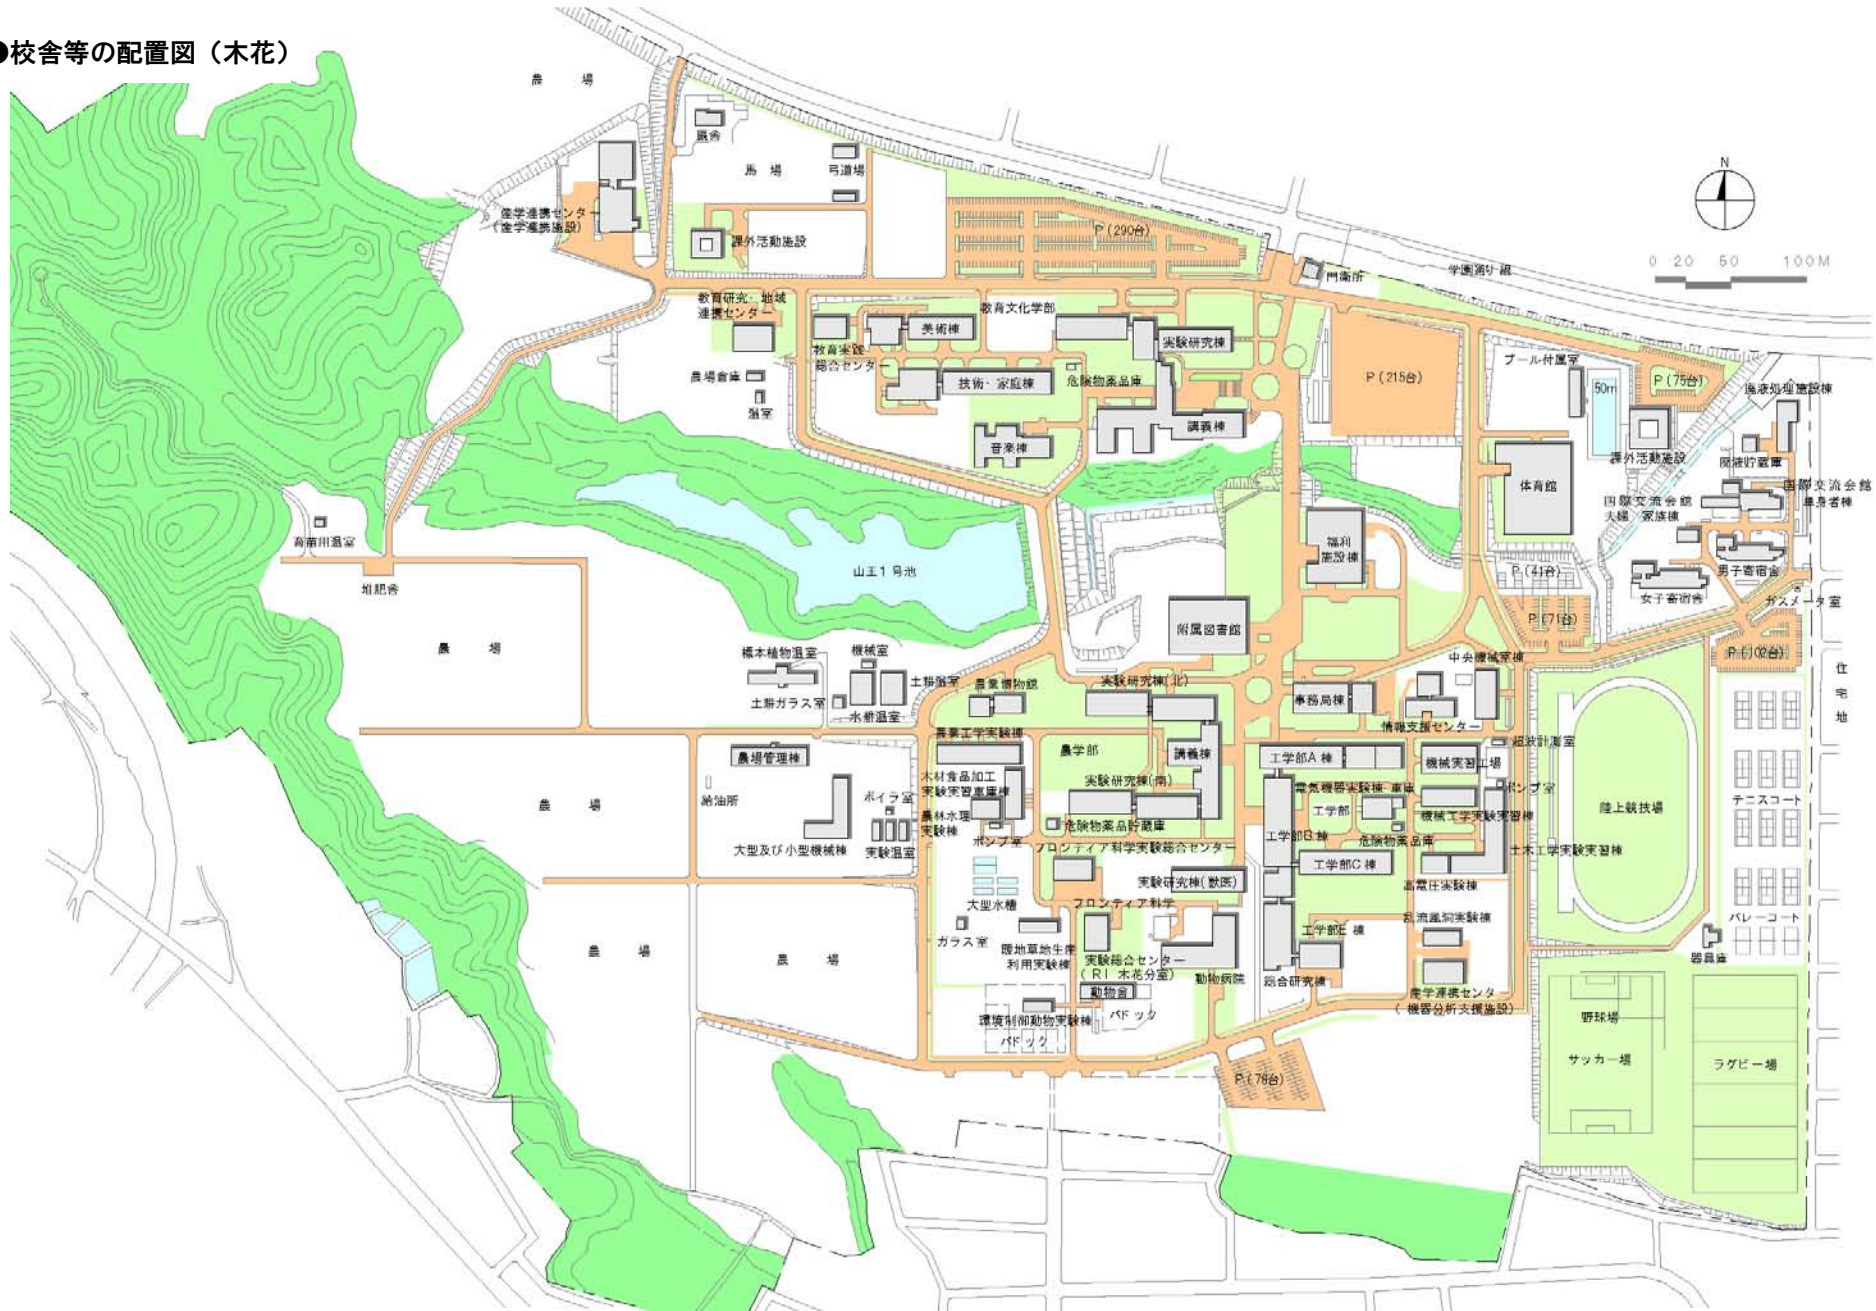 ●校舎等の配置図（木花）
農　場
厩舎
馬　場
弓道場
N
産学連携センター
（産学連携施設）
課外活動施設
P（290台）
門衛所
学園通り線
0 20 50 100M
教育研究・地域
連携センター
教育文化学部
美術棟
実験研究棟
教育実践
総合センター
農場倉庫
温室
技術・家庭棟
危険物薬品庫
P（215台）
プール付属室
50m
P（75台）
廃液処理施設棟
音楽棟
講義棟
課外活動施設
廃液貯蔵庫
体育館
国際交流会館
単身者棟
国際交流会館
夫婦・家族棟
育苗用温室
堆肥舎
山王1号池
福利
施設棟
P（41台）
男子寄宿舎
女子寄宿舎
ガスメータ室
P（71台）
附属図書館
農　場
標本植物温室
機械室
土耕温室
土耕ガラス室
水耕温室
農業博物館
実験研究棟（北）
中央機械室棟
P（102台）
住宅地
事務局棟
情報支援センター
農業工学実験棟
農学部
講義棟
工学部A棟
機械実習工場
超波計測室
農場管理棟
木材食品加工
実験実習車庫棟
実験研究棟（南）
電気機器実験棟・車庫
ポンプ室
給油所
ボイラ室
農林水理
実験棟
危険物薬品貯蔵庫
工学部
機械工学実験実習棟
陸上競技場
テニスコート
農　場
大型及び小型機械棟
実験温室
ポンプ室
フロンティア科学実験総合センター
工学部B棟
危険物薬品庫
工学部C棟
土木工学実験実習棟
大型水槽
実験研究棟（獣医）
高電圧実験棟
フロンティア科学
実験総合センター
（RI 木花分室）
乱流風洞実験棟
バレーコート
ガラス室
暖地草地生産
利用実験棟
工学部E棟
農　場
農　場
動物病院
総合研究棟
器具庫
動物舎
産学連携センタ
（機器分析支援施設）
環境制御動物実験棟
パドック
パドック
野球場
サッカー場
ラグビー場
P（78台）